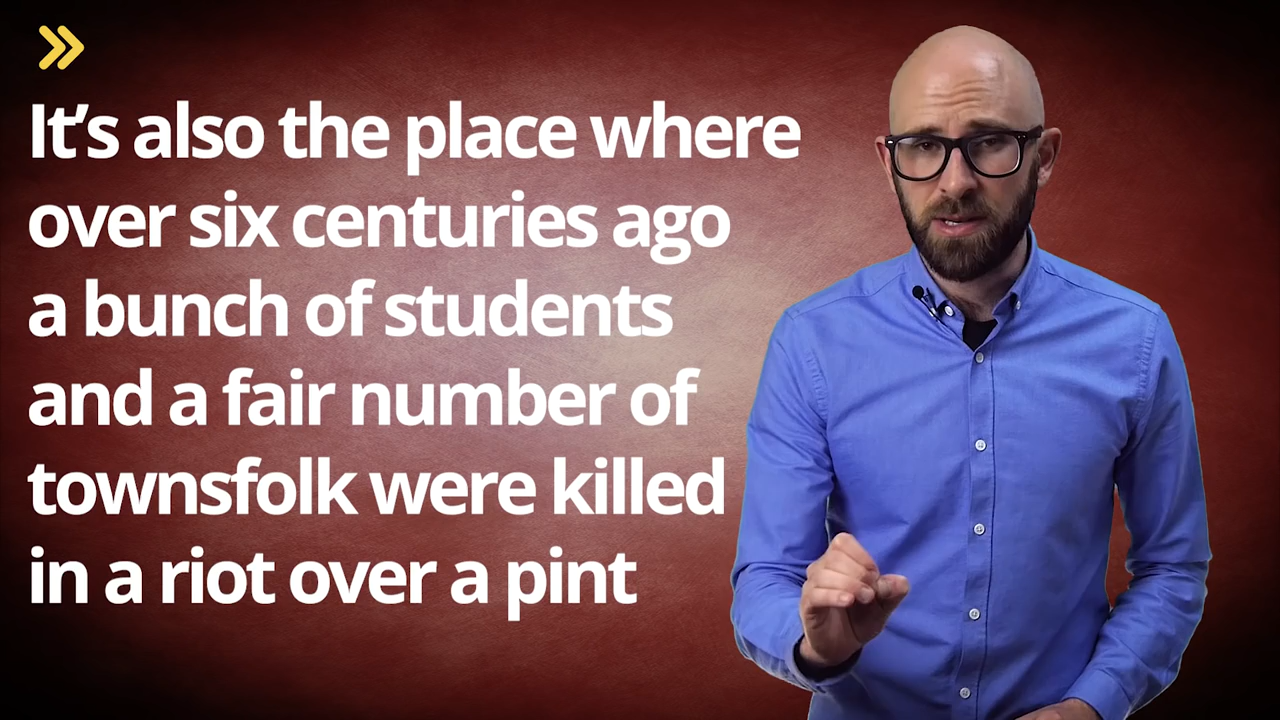 It’s also the place where
over six centuries ago
a bunch of students
and a fair number of
townsfolk were killed
in a riot over a pint